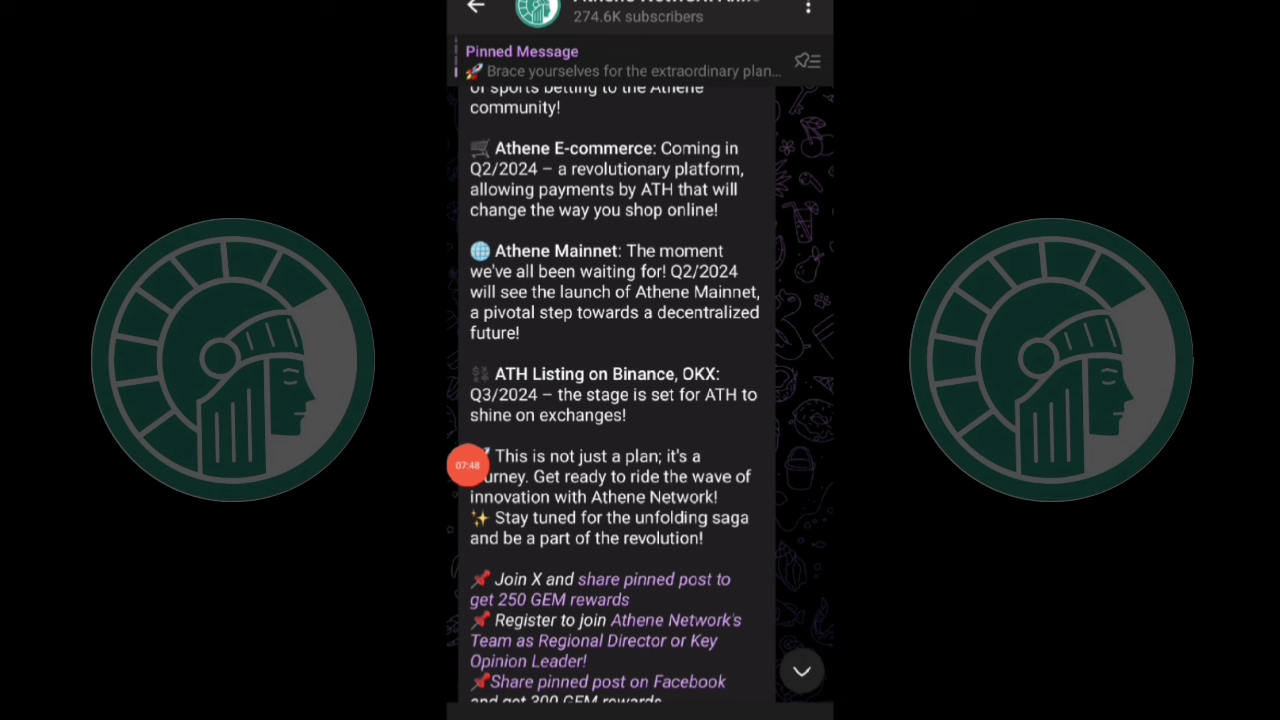 Athene Network
274.6K subscribers
Pinned Message
🚀 Brace yourselves for the extraordinary plan...
of sports betting to the Athene
community!
🛒 Athene E-commerce: Coming in
Q2/2024 – a revolutionary platform,
allowing payments by ATH that will
change the way you shop online!
🌐 Athene Mainnet: The moment
we've all been waiting for! Q2/2024
will see the launch of Athene Mainnet,
a pivotal step towards a decentralized
future!
💱 ATH Listing on Binance, OKX:
Q3/2024 – the stage is set for ATH to
shine on exchanges!
This is not just a plan; it's a
07:48
urney. Get ready to ride the wave of
innovation with Athene Network!
✨ Stay tuned for the unfolding saga
and be a part of the revolution!
📌 Join X and share pinned post to
get 250 GEM rewards
📌 Register to join Athene Network's
Team as Regional Director or Key
Opinion Leader!
📌Share pinned post on Facebook
and get 300 GEM rewards